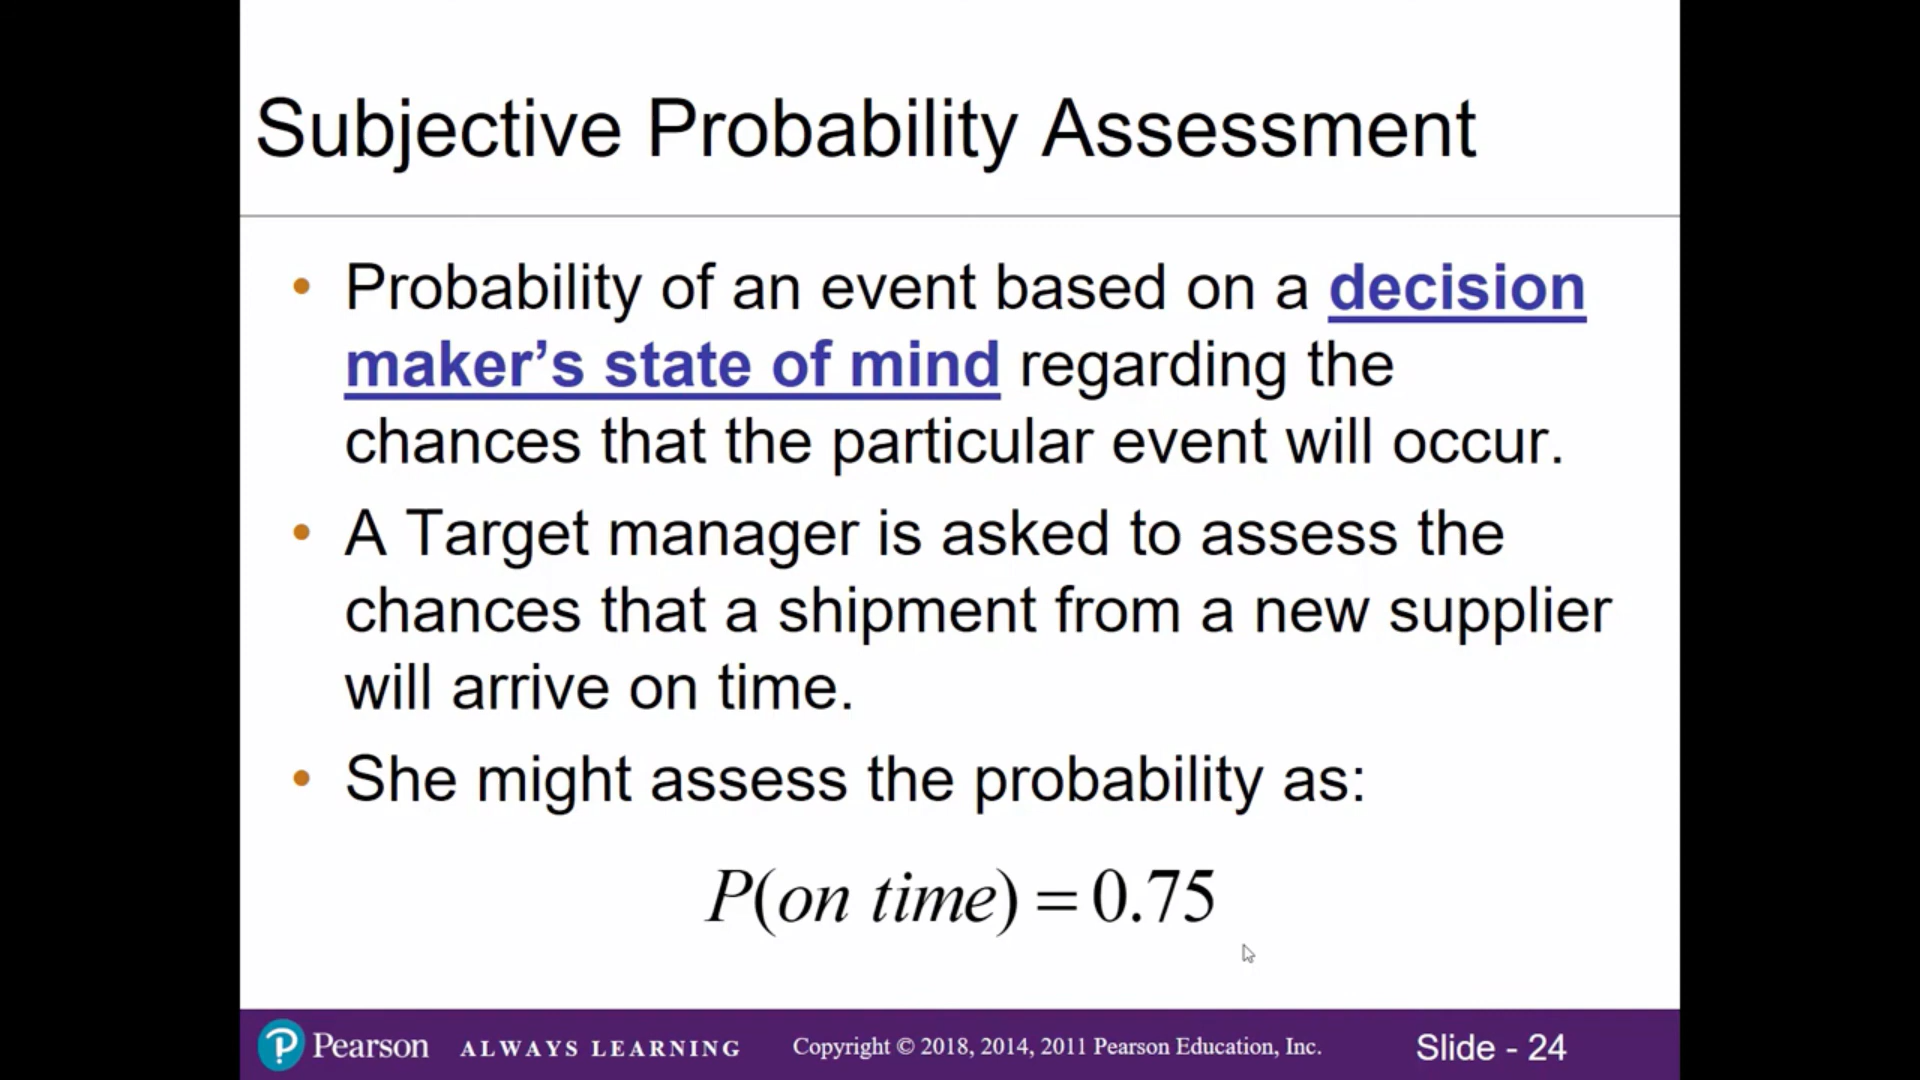 Subjective Probability Assessment
• Probability of an event based on a decision
maker’s state of mind regarding the
chances that the particular event will occur.
• A Target manager is asked to assess the
chances that a shipment from a new supplier
will arrive on time.
• She might assess the probability as:
P(on time) = 0.75
Pearson ALWAYS LEARNING Copyright © 2018, 2014, 2011 Pearson Education, Inc. Slide - 24